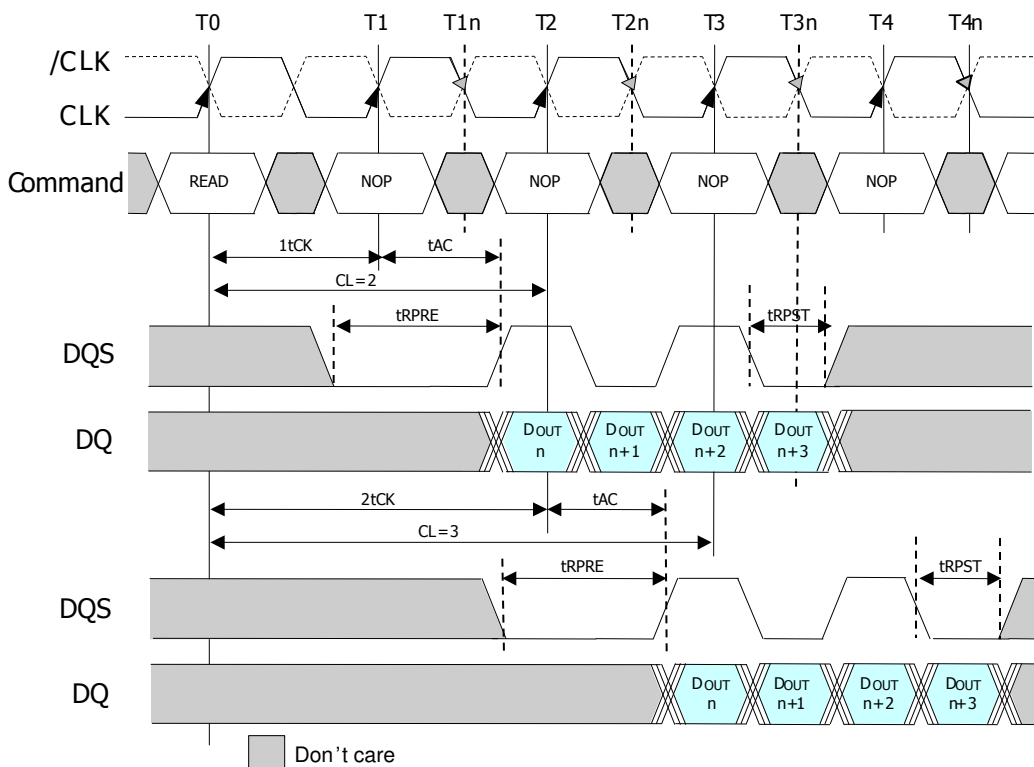 T0 T1 T1n T2 T2n T3 T3n T4 T4n
/CLK
CLK
Command READ NOP NOP NOP NOP
1tCK tAC
CL=2
tRPRE tRPST
DQS
DQ DOUT n DOUT n+1 DOUT n+2 DOUT n+3
2tCK tAC
CL=3
tRPRE tRPST
DQS
DQ DOUT n DOUT n+1 DOUT n+2 DOUT n+3
Don't care